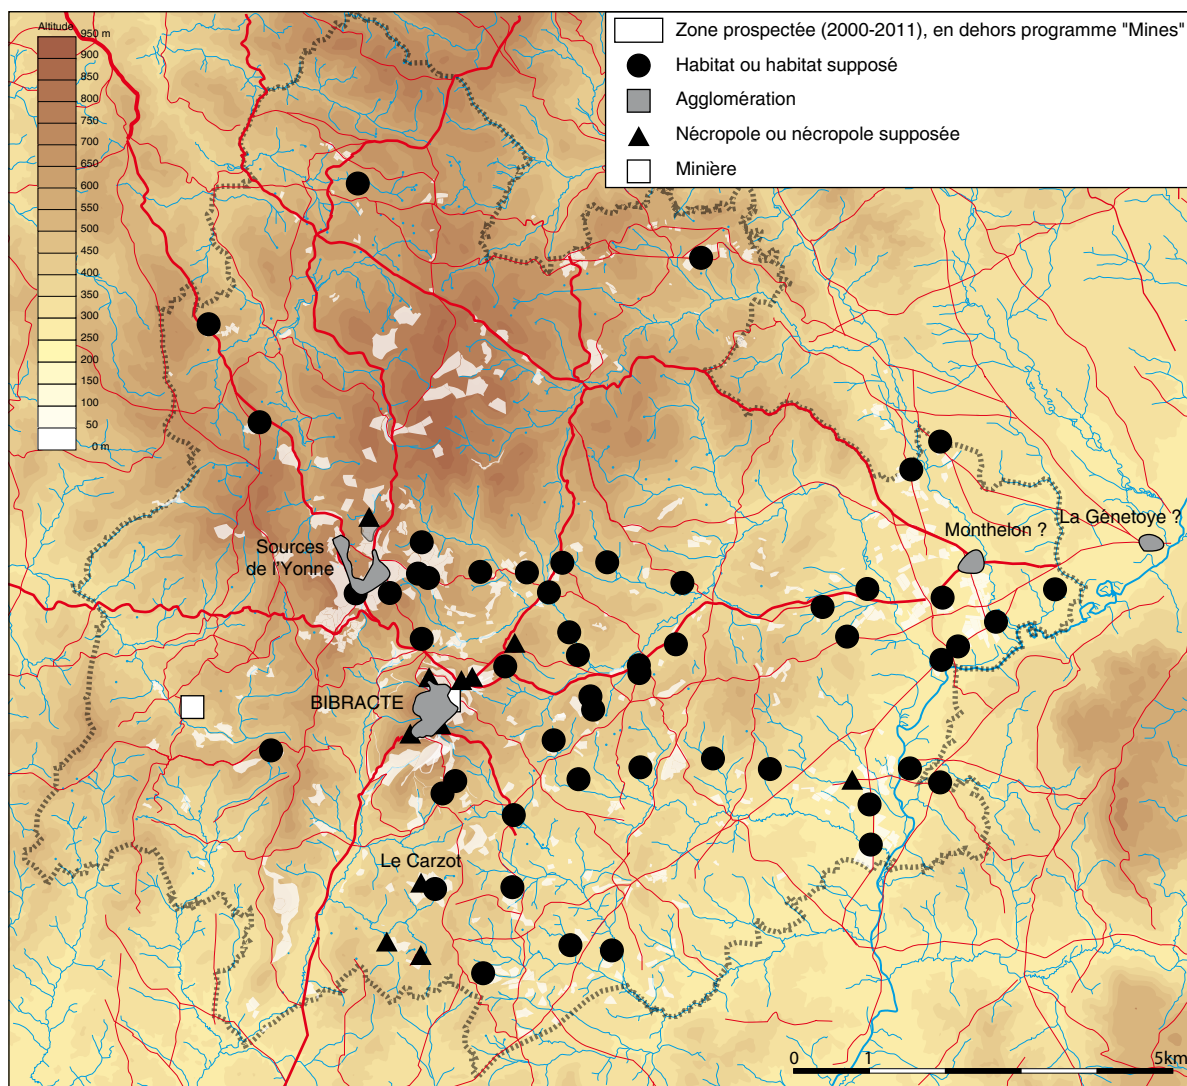 Zone prospectée (2000-2011), en dehors programme "Mines"
Habitat ou habitat supposé
Agglomération
Nécropole ou nécropole supposée
Minière
Altitude
950 m
900
850
800
750
700
650
600
550
500
450
400
350
300
250
200
150
100
50
0 m
Monthelon ?
La Génetoye ?
Sources
de l'Yonne
BIBRACTE
Le Carzot
0
1
5km